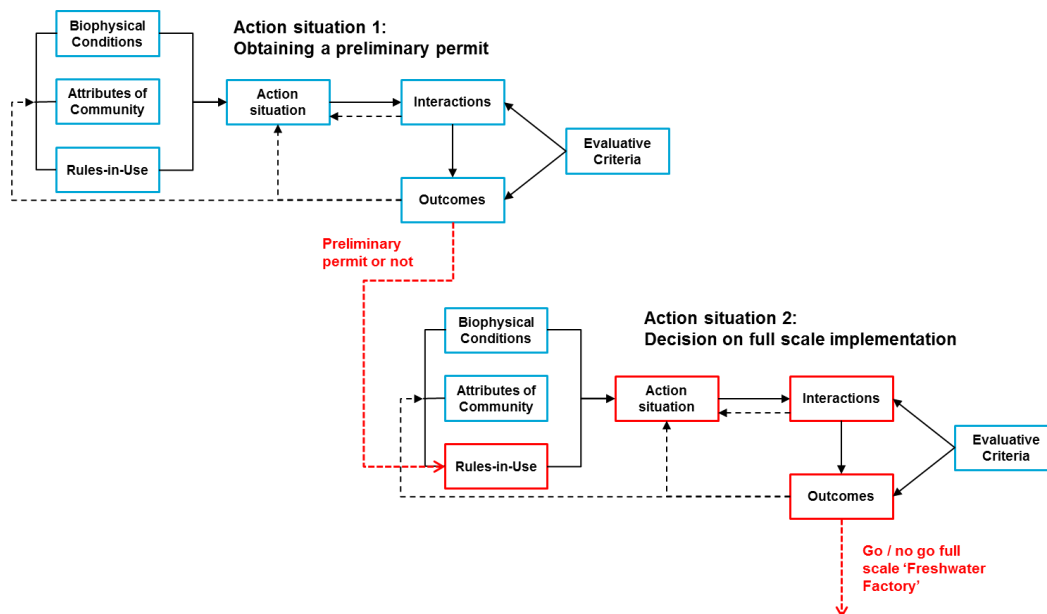 Biophysical
Conditions
Action situation 1:
Obtaining a preliminary permit
Attributes of
Community
Action
situation
Interactions
Evaluative
Criteria
Rules-in-Use
Outcomes
Preliminary
permit or not
Biophysical
Conditions
Action situation 2:
Decision on full scale implementation
Attributes of
Community
Action
situation
Interactions
Evaluative
Criteria
Rules-in-Use
Outcomes
Go / no go full
scale ‘Freshwater
Factory’